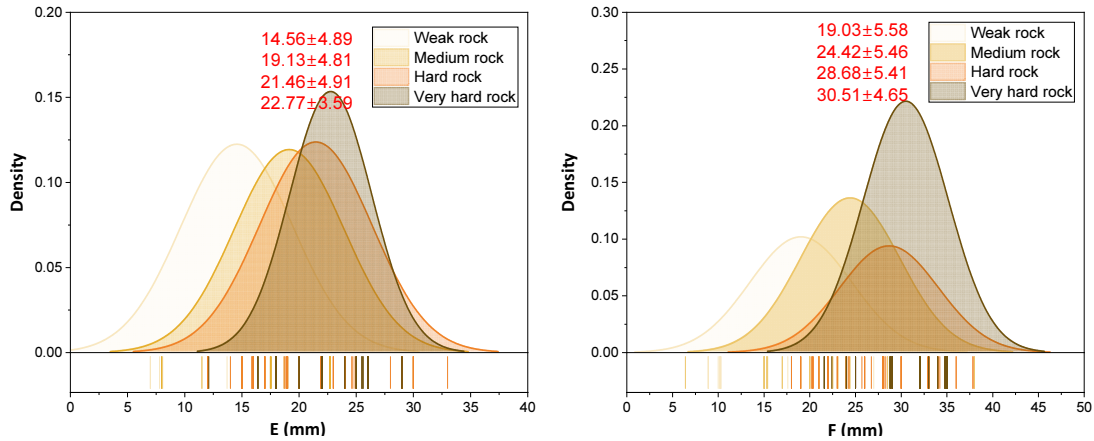 0.20
0.15
0.10
0.05
0.00
Density
14.56±4.89
19.13±4.81
21.46±4.91
22.77±3.59
Weak rock
Medium rock
Hard rock
Very hard rock
0 5 10 15 20 25 30 35 40
E (mm)
0.30
0.25
0.20
0.15
0.10
0.05
0.00
Density
19.03±5.58
24.42±5.46
28.68±5.41
30.51±4.65
Weak rock
Medium rock
Hard rock
Very hard rock
0 5 10 15 20 25 30 35 40 45 50
F (mm)